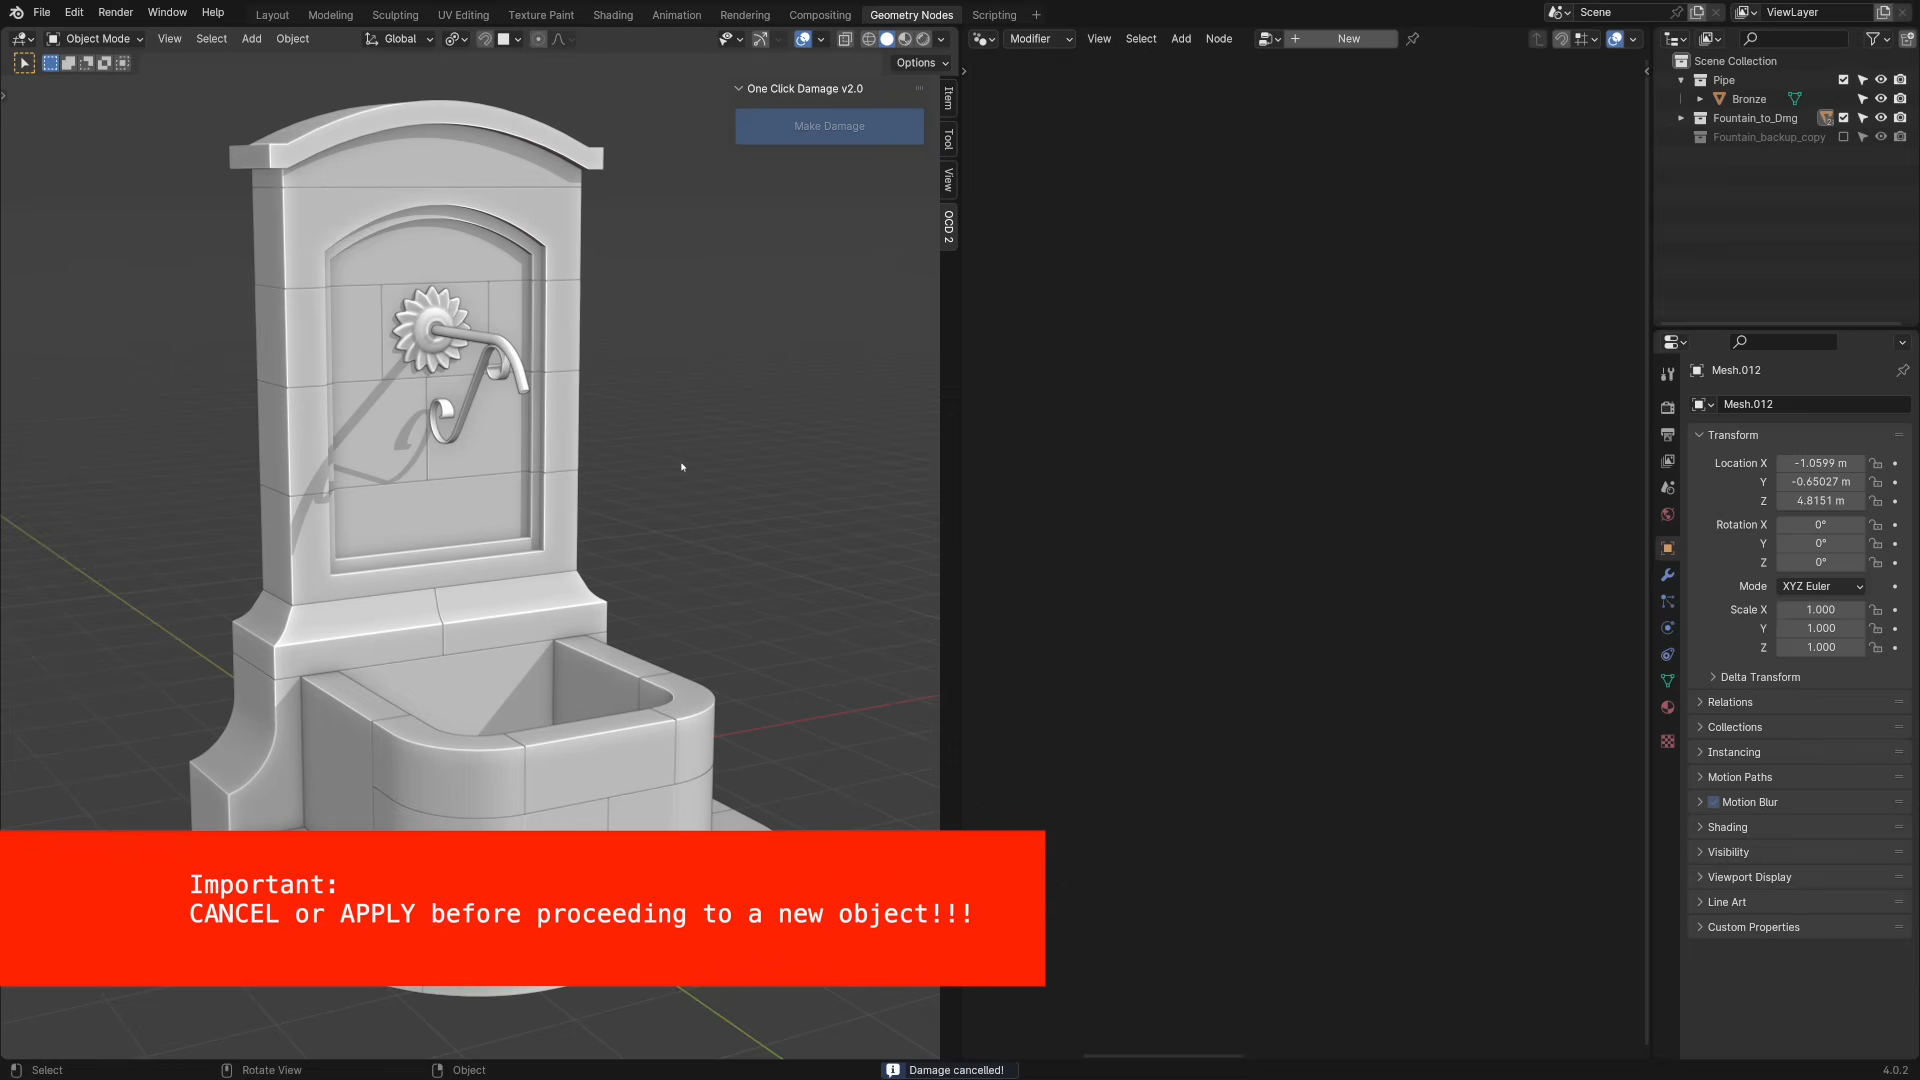 File Edit Render Window Help
Layout Modeling Sculpting UV Editing Texture Paint Shading Animation Rendering Compositing Geometry Nodes Scripting +
Scene
ViewLayer
Object Mode View Select Add Object
Global
Modifier View Select Add Node
+ New
Options
One Click Damage v2.0
Make Damage
Item
Tool
View
OCD 2
Scene Collection
Pipe
Bronze
Fountain_to_Dmg
2
Fountain_backup_copy
Mesh.012
Mesh.012
Transform
Location X -1.0599 m
Y -0.65027 m
Z 4.8151 m
Rotation X 0°
Y 0°
Z 0°
Mode XYZ Euler
Scale X 1.000
Y 1.000
Z 1.000
Delta Transform
Relations
Collections
Instancing
Motion Paths
Motion Blur
Shading
Visibility
Viewport Display
Line Art
Custom Properties
Important:
CANCEL or APPLY before proceeding to a new object!!!
Select
Rotate View
Object
Damage cancelled!
4.0.2